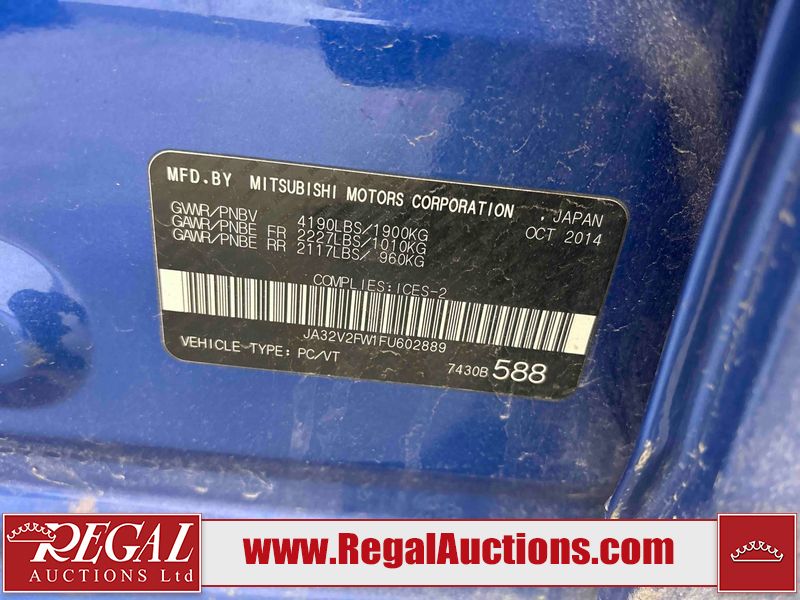 MFD.BY MITSUBISHI MOTORS CORPORATION , JAPAN
GVWR/PNBV 4190LBS/1900KG OCT 2014
GAWR/PNBE FR 2227LBS/1010KG
GAWR/PNBE RR 2117LBS/ 960KG
COMPLIES:ICES-2
JA32V2FW1FU602889
VEHICLE TYPE: PC/VT 7430B 588
REGAL
AUCTIONS Ltd
www.RegalAuctions.com